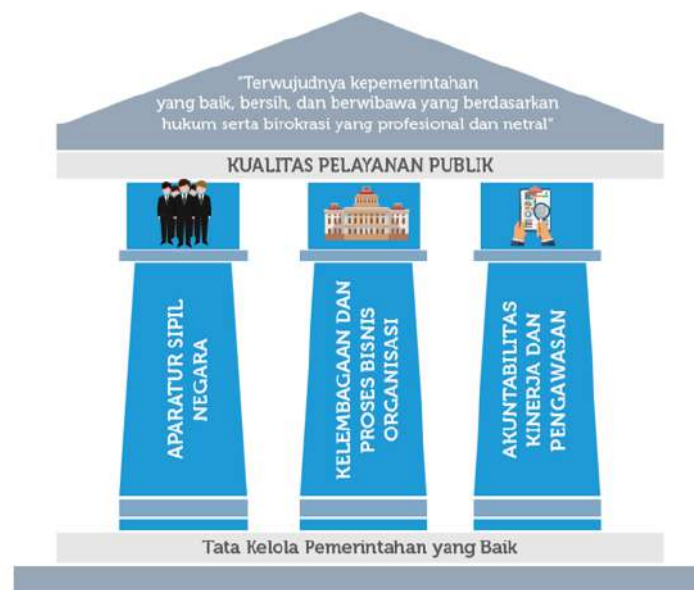 "Terwujudnya kepemerintahan
yang baik, bersih, dan berwibawa yang berdasarkan
hukum serta birokrasi yang profesional dan netral"
KUALITAS PELAYANAN PUBLIK
APARATUR SIPIL
NEGARA
KELEMBAGAAN DAN
PROSES BISNIS
ORGANISASI
AKUNTABILITAS
KINERJA DAN
PENGAWASAN
Tata Kelola Pemerintahan yang Baik